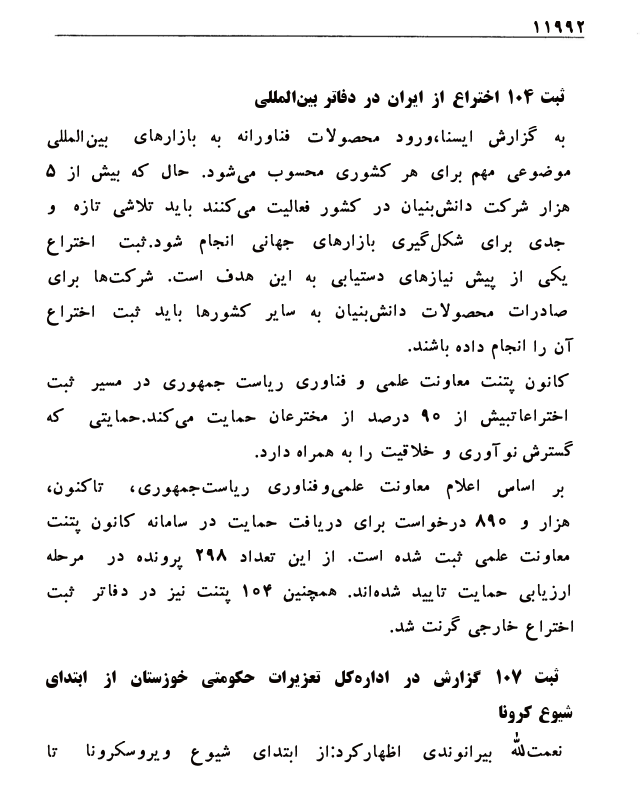 ۱۱۹۹۲
ثبت ۱۰۴ اختراع از ایران در دفاتر بین‌المللی
به گزارش ایسنا،ورود محصولات فناورانه به بازارهای بین‌المللی
موضوعی مهم برای هر کشوری محسوب می‌شود. حال که بیش از ۵
هزار شرکت دانش‌بنیان در کشور فعالیت می‌کنند باید تلاشی تازه و
جدی برای شکل‌گیری بازارهای جهانی انجام شود.ثبت اختراع
یکی از پیش نیازهای دستیابی به این هدف است. شرکت‌ها برای
صادرات محصولات دانش‌بنیان به سایر کشورها باید ثبت اختراع
آن را انجام داده باشند.
کانون پتنت معاونت علمی و فناوری ریاست جمهوری در مسیر ثبت
اختراعاتبیش از ۹۰ درصد از مخترعان حمایت می‌کند.حمایتی که
گسترش نوآوری و خلاقیت را به همراه دارد.
بر اساس اعلام معاونت علمی‌وفناوری ریاست‌جمهوری، تاکنون،
هزار و ۸۹۰ درخواست برای دریافت حمایت در سامانه کانون پتنت
معاونت علمی ثبت شده است. از این تعداد ۲۹۸ پرونده در مرحله
ارزیابی حمایت تایید شده‌اند. همچنین ۱۰۴ پتنت نیز در دفاتر ثبت
اختراع خارجی گرنت شد.
ثبت ۱۰۷ گزارش در اداره‌کل تعزیرات حکومتی خوزستان از ابتدای
شیوع کرونا
نعمت‌الله بیرانوندی اظهارکرد:از ابتدای شیوع ویروسکرونا تا